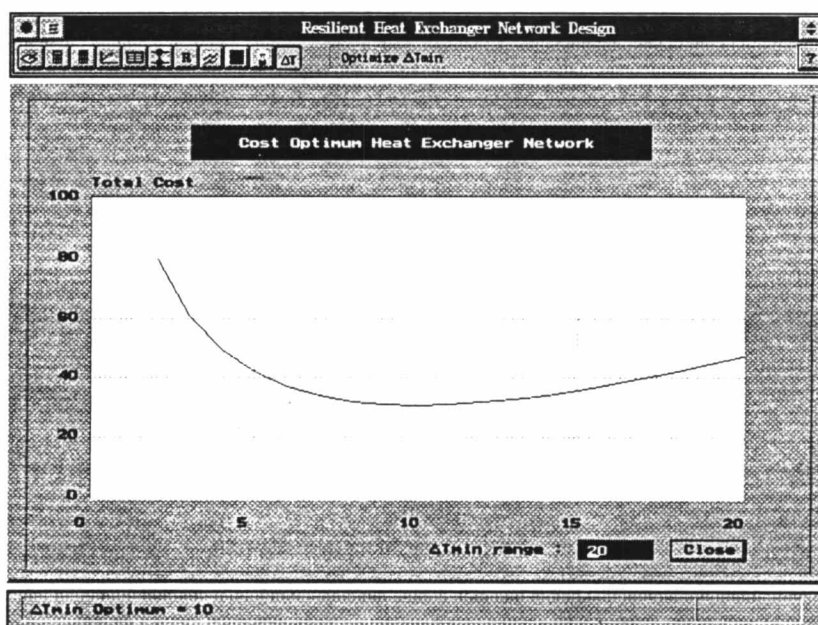 Resilient Heat Exchanger Network Design
R ΔT Optimize ΔTmin ?
Cost Optimum Heat Exchanger Network
Total Cost
100
80
60
40
20
0
0 5 10 15 20
ΔTmin range : 20 Close
ΔTmin Optimum = 10